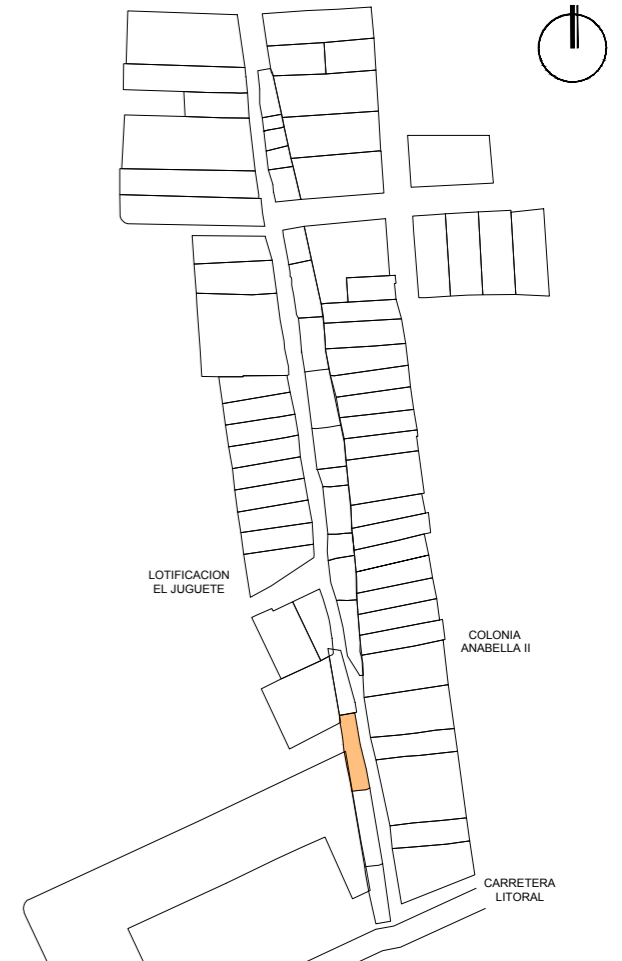 LOTIFICACION
EL JUGUETE
COLONIA
ANABELLA II
CARRETERA
LITORAL